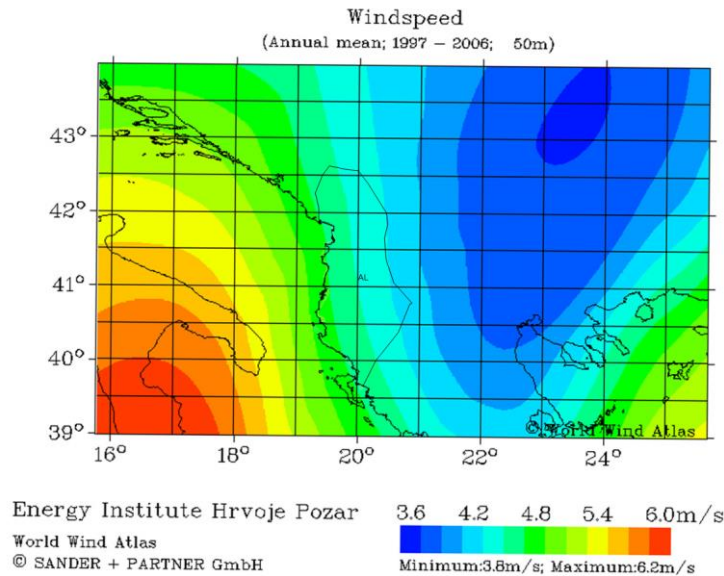 Windspeed
(Annual mean; 1997 – 2006; 50m)
43°
42°
41°
AL
40°
39°
© World Wind Atlas
16° 18° 20° 22° 24°
Energy Institute Hrvoje Pozar
3.6 4.2 4.8 5.4 6.0m/s
World Wind Atlas
© SANDER + PARTNER GmbH
Minimum:3.8m/s; Maximum:6.2m/s